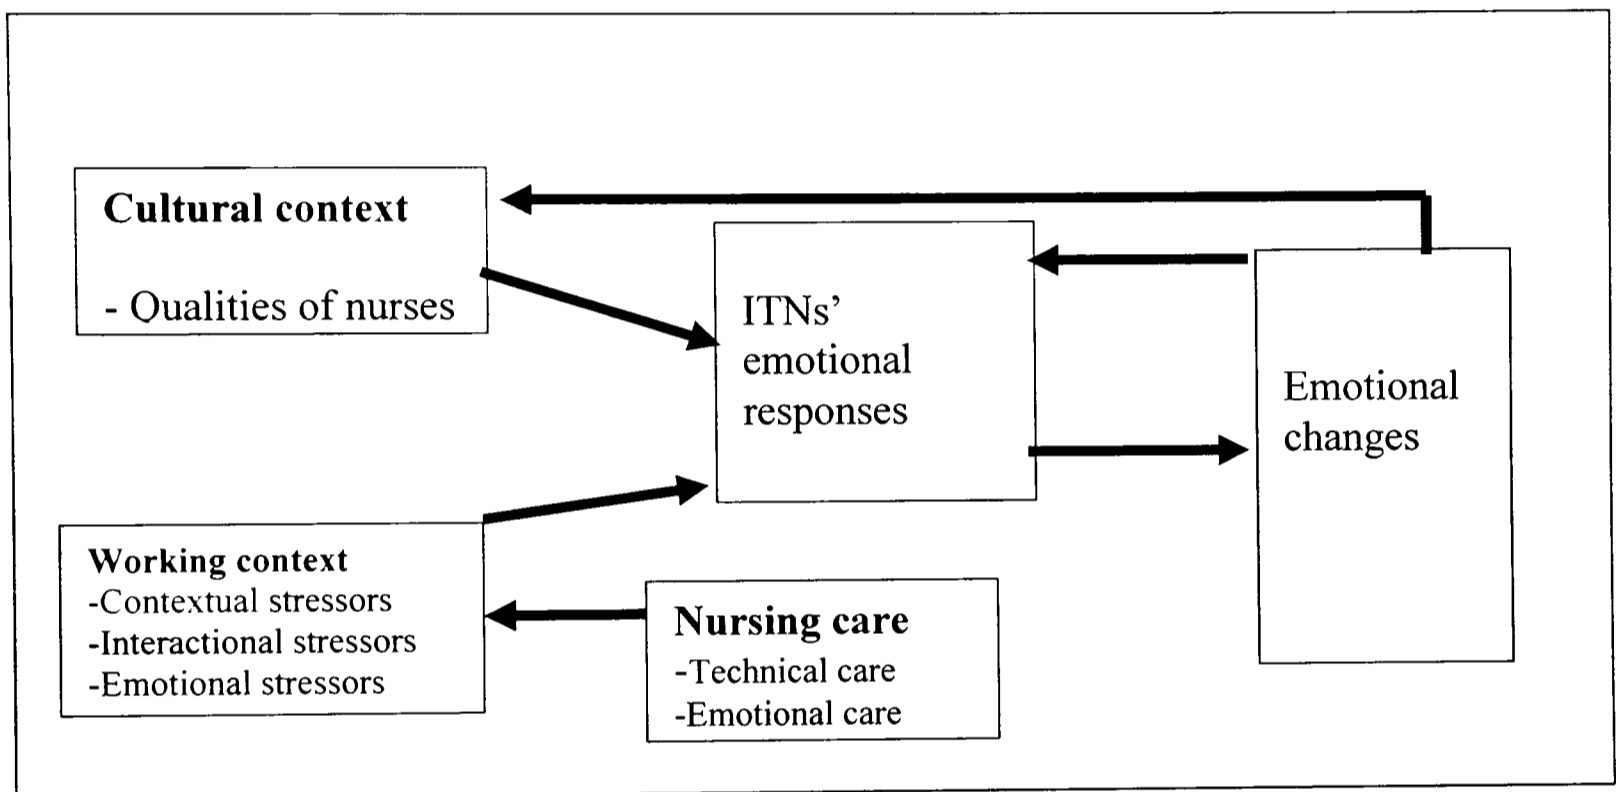 Cultural context
- Qualities of nurses
ITNs’
emotional
responses
Emotional
changes
Working context
-Contextual stressors
-Interactional stressors
-Emotional stressors
Nursing care
-Technical care
-Emotional care